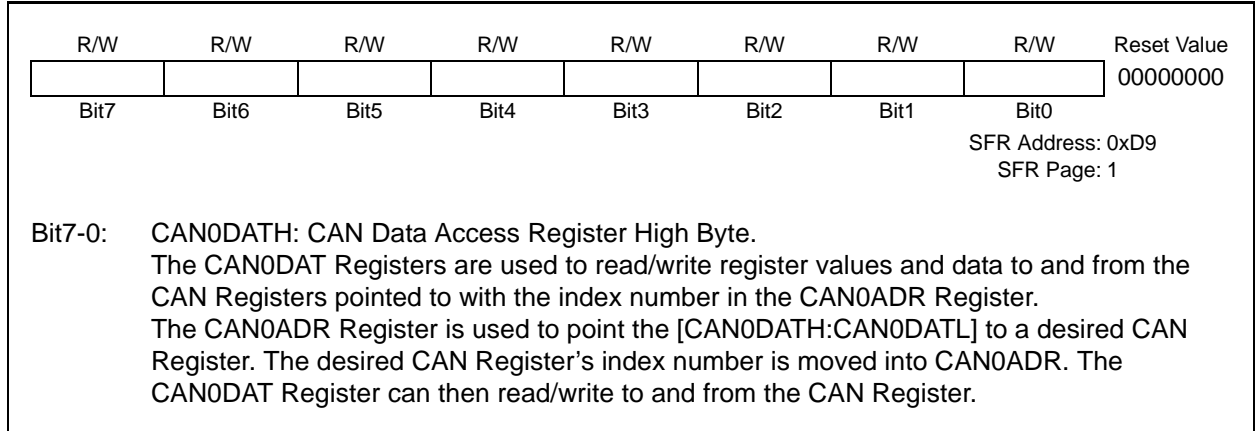 R/W R/W R/W R/W R/W R/W R/W R/W Reset Value
00000000
Bit7 Bit6 Bit5 Bit4 Bit3 Bit2 Bit1 Bit0
SFR Address: 0xD9
SFR Page: 1
Bit7-0: CAN0DATH: CAN Data Access Register High Byte.
The CAN0DAT Registers are used to read/write register values and data to and from the
CAN Registers pointed to with the index number in the CAN0ADR Register.
The CAN0ADR Register is used to point the [CAN0DATH:CAN0DATL] to a desired CAN
Register. The desired CAN Register’s index number is moved into CAN0ADR. The
CAN0DAT Register can then read/write to and from the CAN Register.